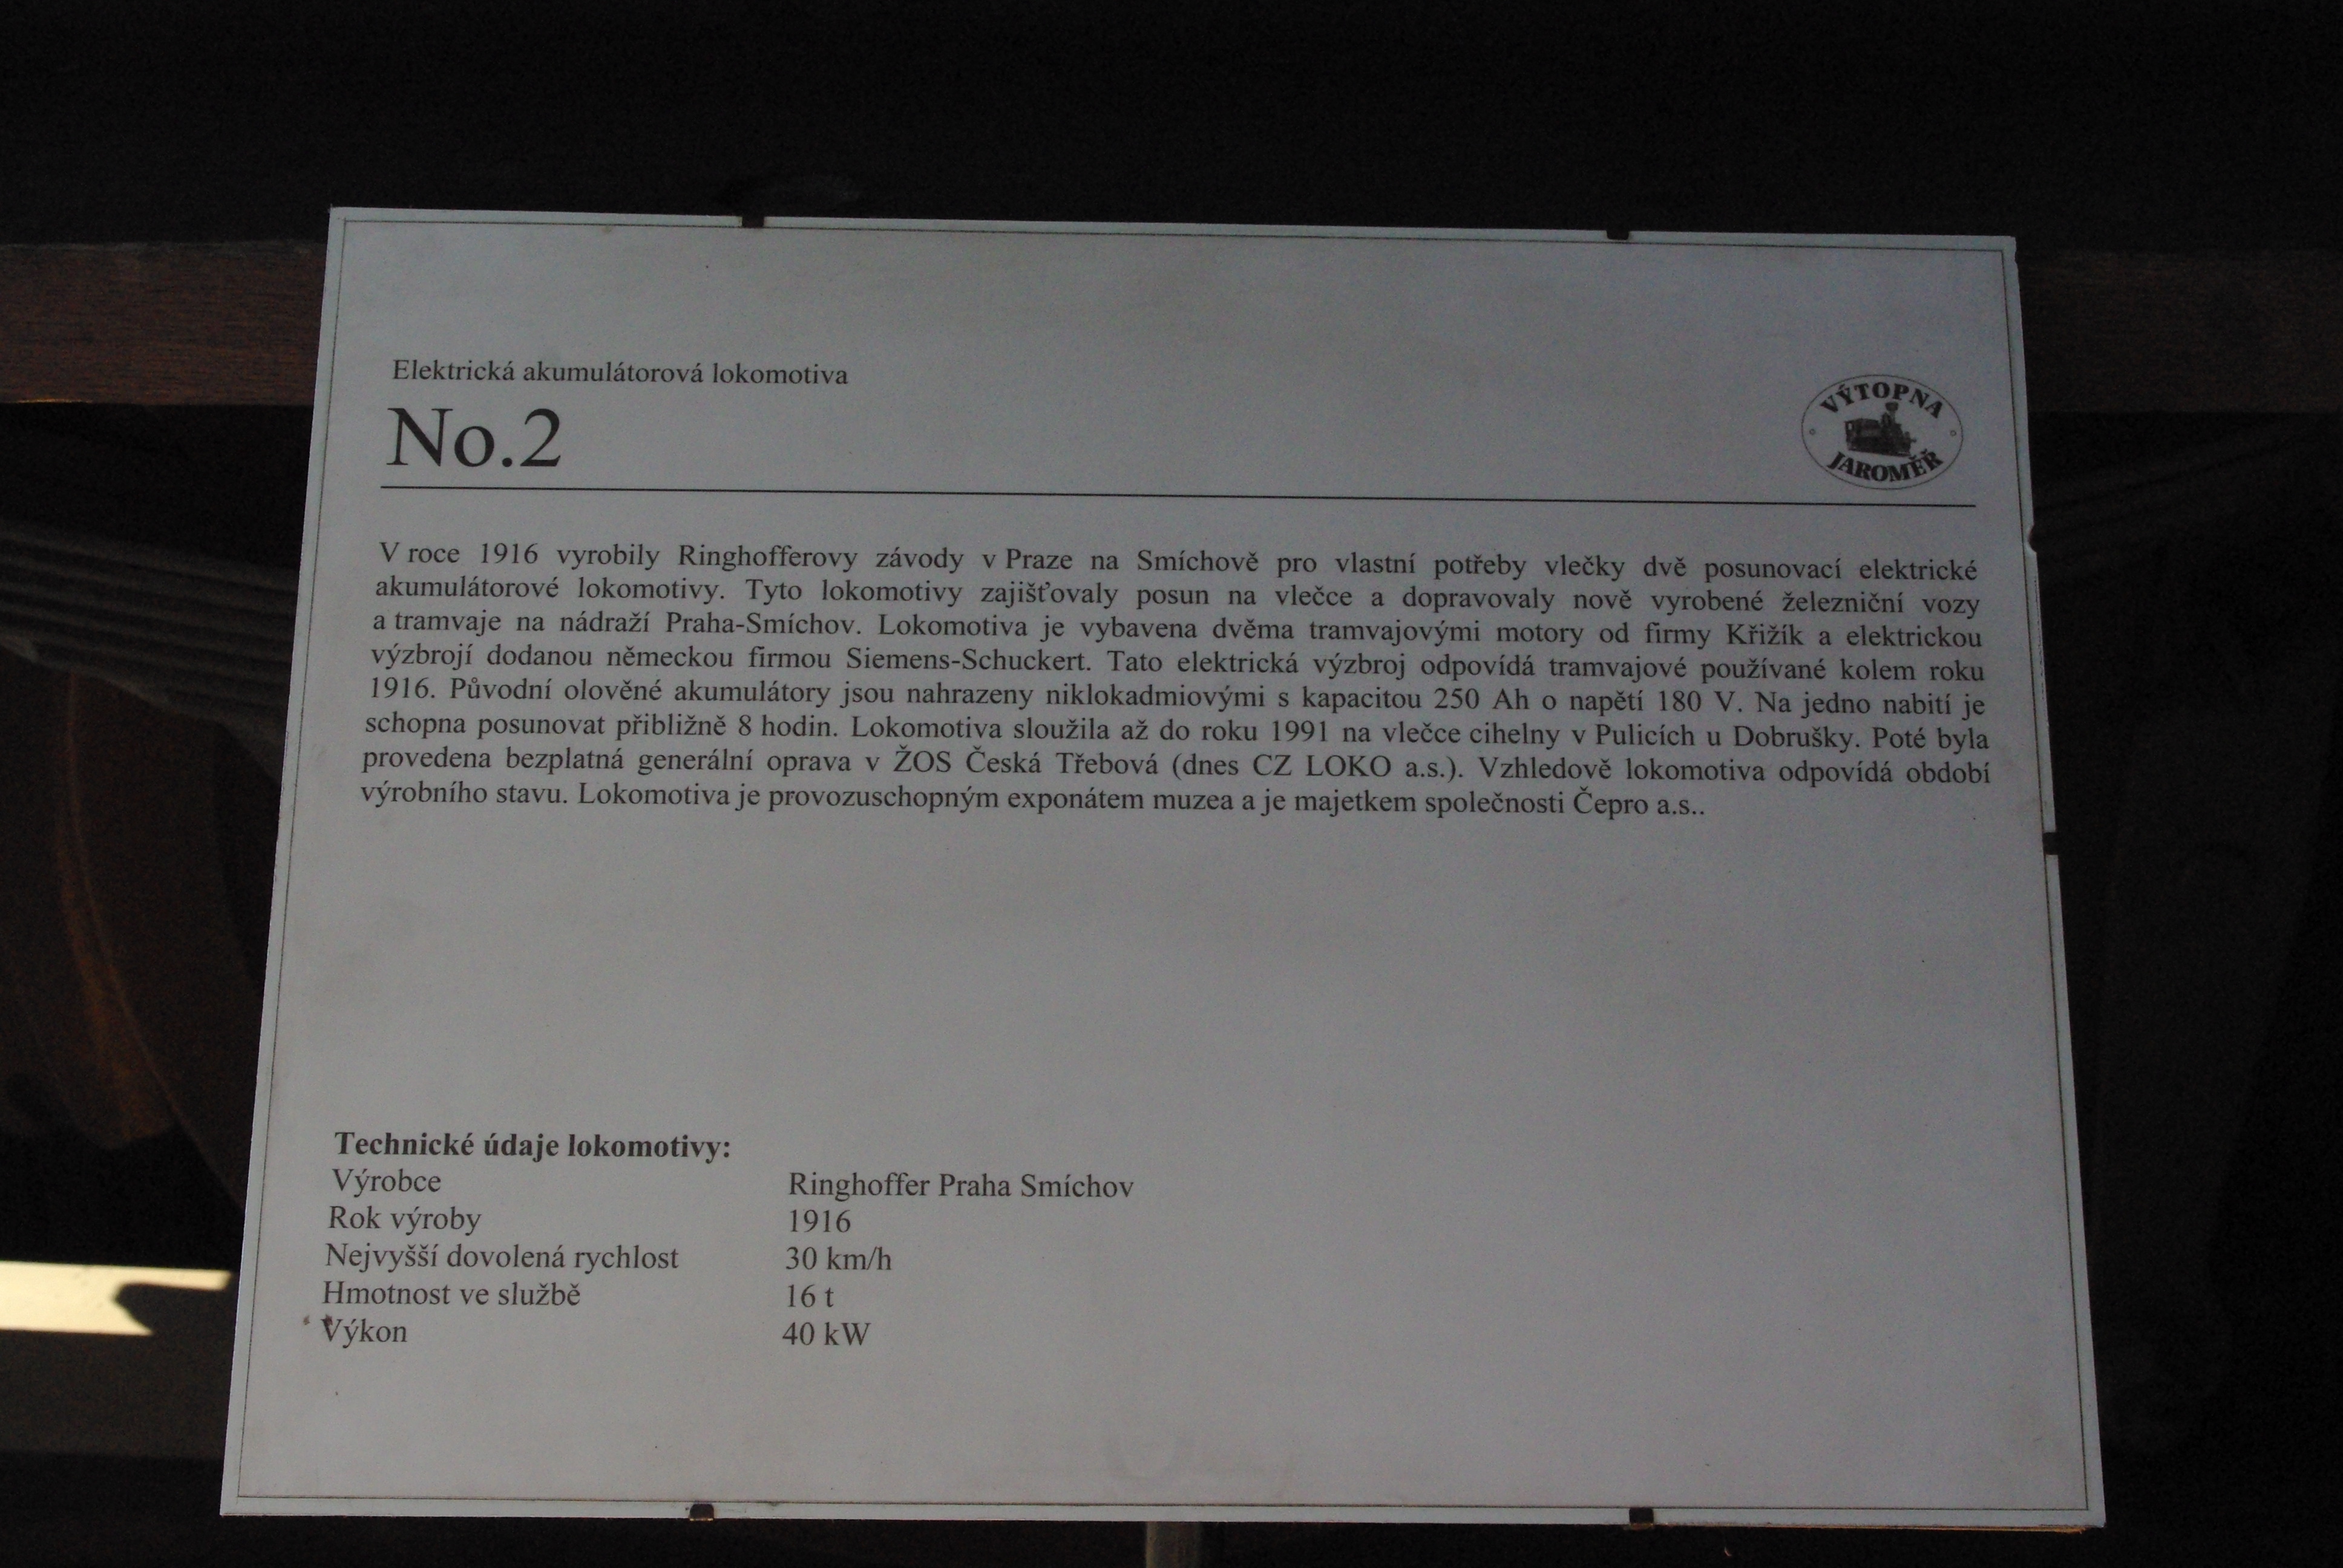 Elektrická akumulátorová lokomotiva
No.2
VÝTOPNA
JAROMĚŘ
V roce 1916 vyrobily Ringhofferovy závody v Praze na Smíchově pro vlastní potřeby vlečky dvě posunovací elektrické
akumulátorové lokomotivy. Tyto lokomotivy zajišťovaly posun na vlečce a dopravovaly nově vyrobené železniční vozy
a tramvaje na nádraží Praha-Smíchov. Lokomotiva je vybavena dvěma tramvajovými motory od firmy Křižík a elektrickou
výzbrojí dodanou německou firmou Siemens-Schuckert. Tato elektrická výzbroj odpovídá tramvajové používané kolem roku
1916. Původní olověné akumulátory jsou nahrazeny niklokadmiovými s kapacitou 250 Ah o napětí 180 V. Na jedno nabití je
schopna posunovat přibližně 8 hodin. Lokomotiva sloužila až do roku 1991 na vlečce cihelny v Pulicích u Dobrušky. Poté byla
provedena bezplatná generální oprava v ŽOS Česká Třebová (dnes CZ LOKO a.s.). Vzhledově lokomotiva odpovídá období
výrobního stavu. Lokomotiva je provozuschopným exponátem muzea a je majetkem společnosti Čepro a.s..
Technické údaje lokomotivy:
Výrobce Ringhoffer Praha Smíchov
Rok výroby 1916
Nejvyšší dovolená rychlost 30 km/h
Hmotnost ve službě 16 t
Výkon 40 kW